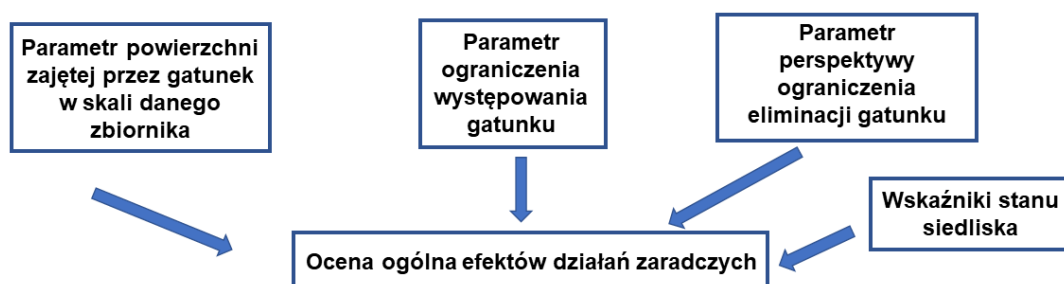 Parametr powierzchni
zajętej przez gatunek
w skali danego
zbiornika
Parametr
ograniczenia
występowania
gatunku
Parametr
perspektywy
ograniczenia
eliminacji gatunku
Wskaźniki stanu
siedliska
Ocena ogólna efektów działań zaradczych